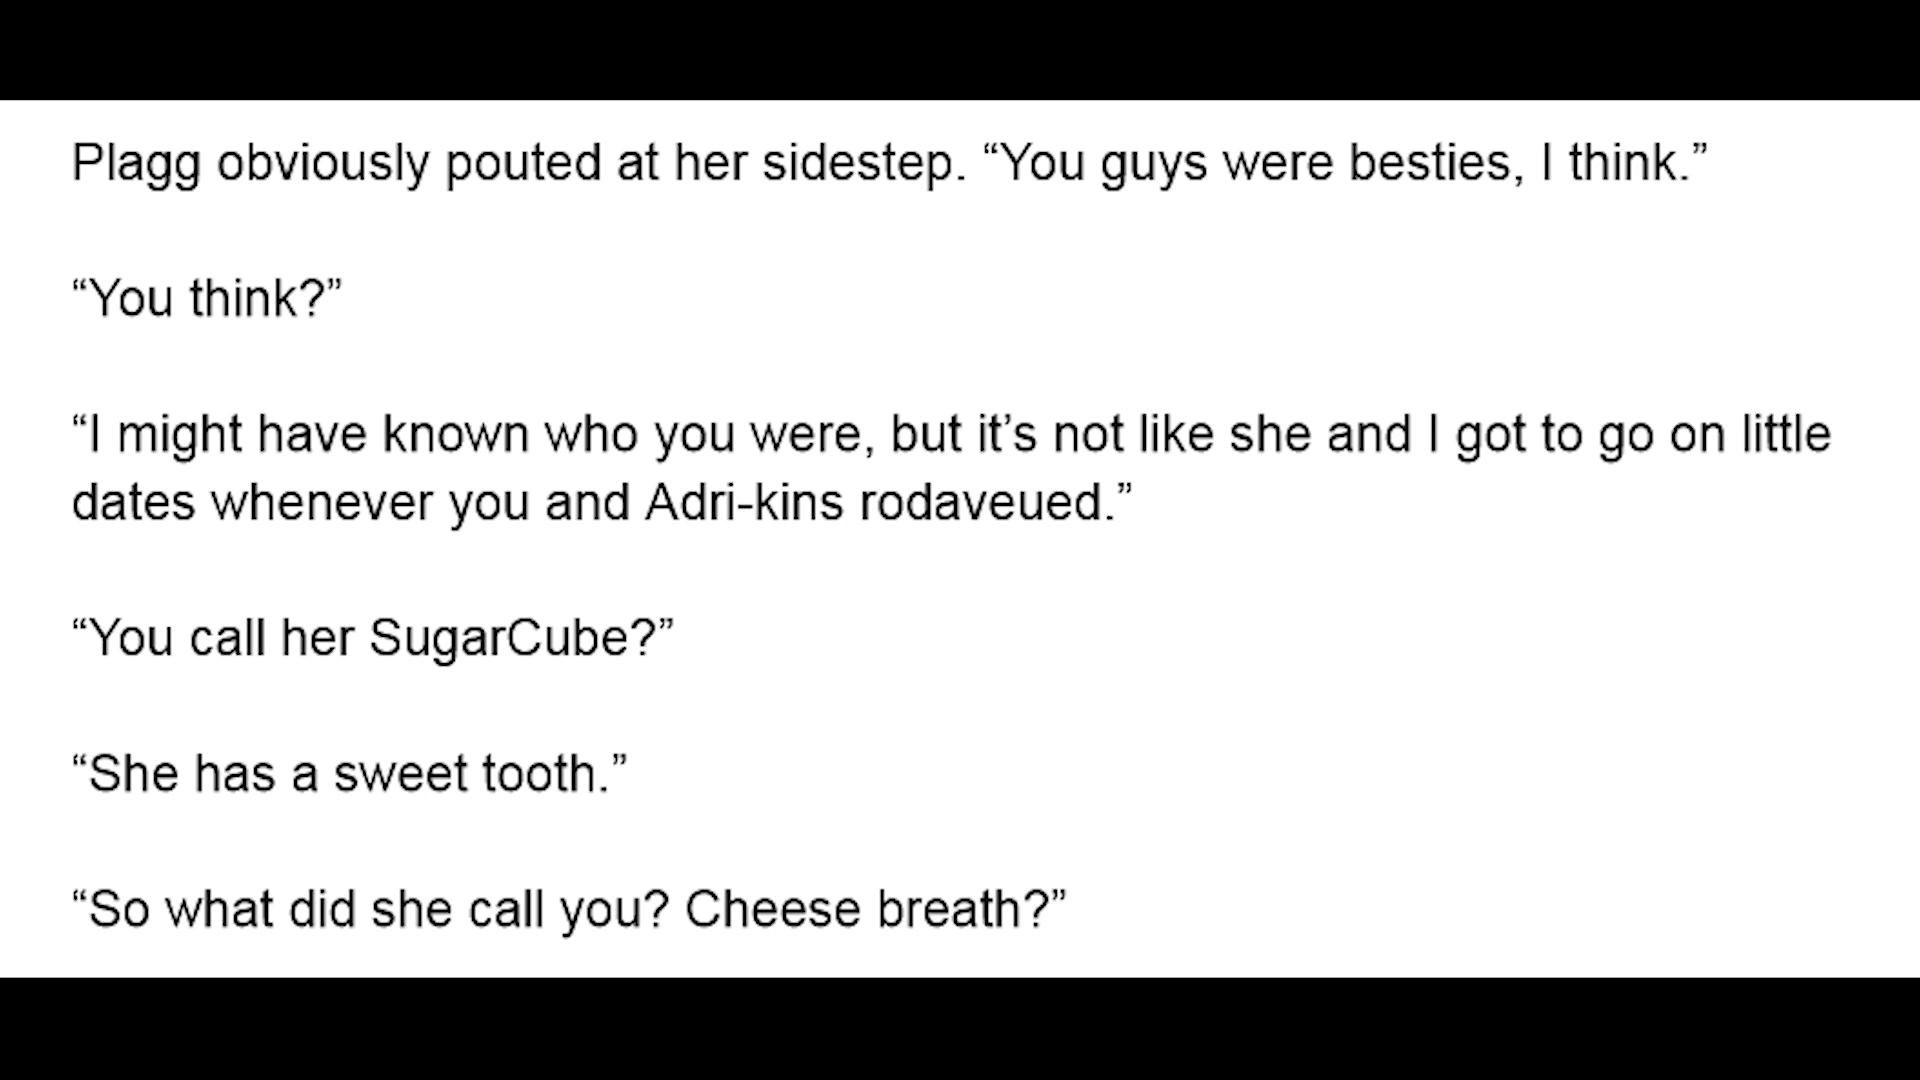 Plagg obviously pouted at her sidestep. “You guys were besties, I think.”
“You think?”
“I might have known who you were, but it’s not like she and I got to go on little
dates whenever you and Adri-kins rodaveued.”
“You call her SugarCube?”
“She has a sweet tooth.”
“So what did she call you? Cheese breath?”